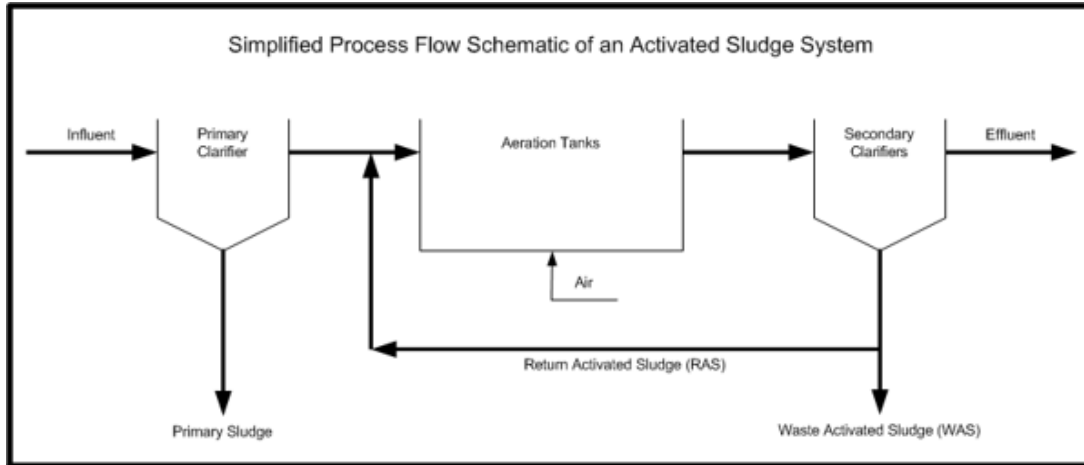 Simplified Process Flow Schematic of an Activated Sludge System
Influent
Primary
Clarifier
Aeration Tanks
Secondary
Clarifiers
Effluent
Air
Return Activated Sludge (RAS)
Primary Sludge
Waste Activated Sludge (WAS)